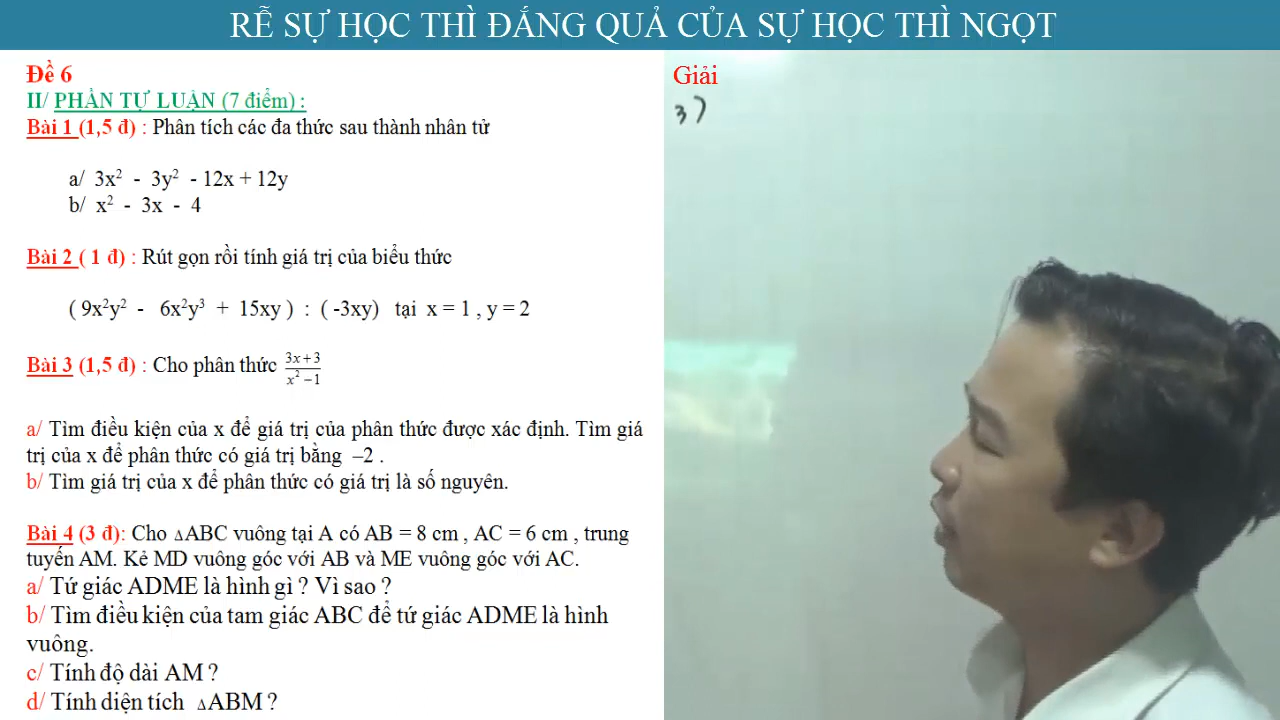 RỄ SỰ HỌC THÌ ĐẮNG QUẢ CỦA SỰ HỌC THÌ NGỌT
Đề 6
II/ PHẦN TỰ LUẬN (7 điểm) :
Bài 1 (1,5 đ) : Phân tích các đa thức sau thành nhân tử
a/ 3x² - 3y² - 12x + 12y
b/ x² - 3x - 4
Bài 2 ( 1 đ) : Rút gọn rồi tính giá trị của biểu thức
( 9x²y² - 6x²y³ + 15xy ) : ( -3xy) tại x = 1 , y = 2
Bài 3 (1,5 đ) : Cho phân thức (3x+3)/(x²−1)
a/ Tìm điều kiện của x để giá trị của phân thức được xác định. Tìm giá
trị của x để phân thức có giá trị bằng –2 .
b/ Tìm giá trị của x để phân thức có giá trị là số nguyên.
Bài 4 (3 đ): Cho △ABC vuông tại A có AB = 8 cm , AC = 6 cm , trung
tuyến AM. Kẻ MD vuông góc với AB và ME vuông góc với AC.
a/ Tứ giác ADME là hình gì ? Vì sao ?
b/ Tìm điều kiện của tam giác ABC để tứ giác ADME là hình
vuông.
c/ Tính độ dài AM ?
d/ Tính diện tích △ABM ?
Giải
3)